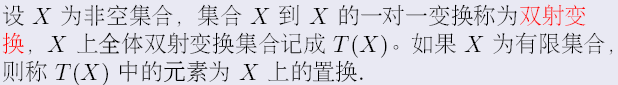 设 X 为非空集合，集合 X 到 X 的一对一变换称为双射变
换，X 上全体双射变换集合记成 T(X)。如果 X 为有限集合，
则称 T(X) 中的元素为 X 上的置换.